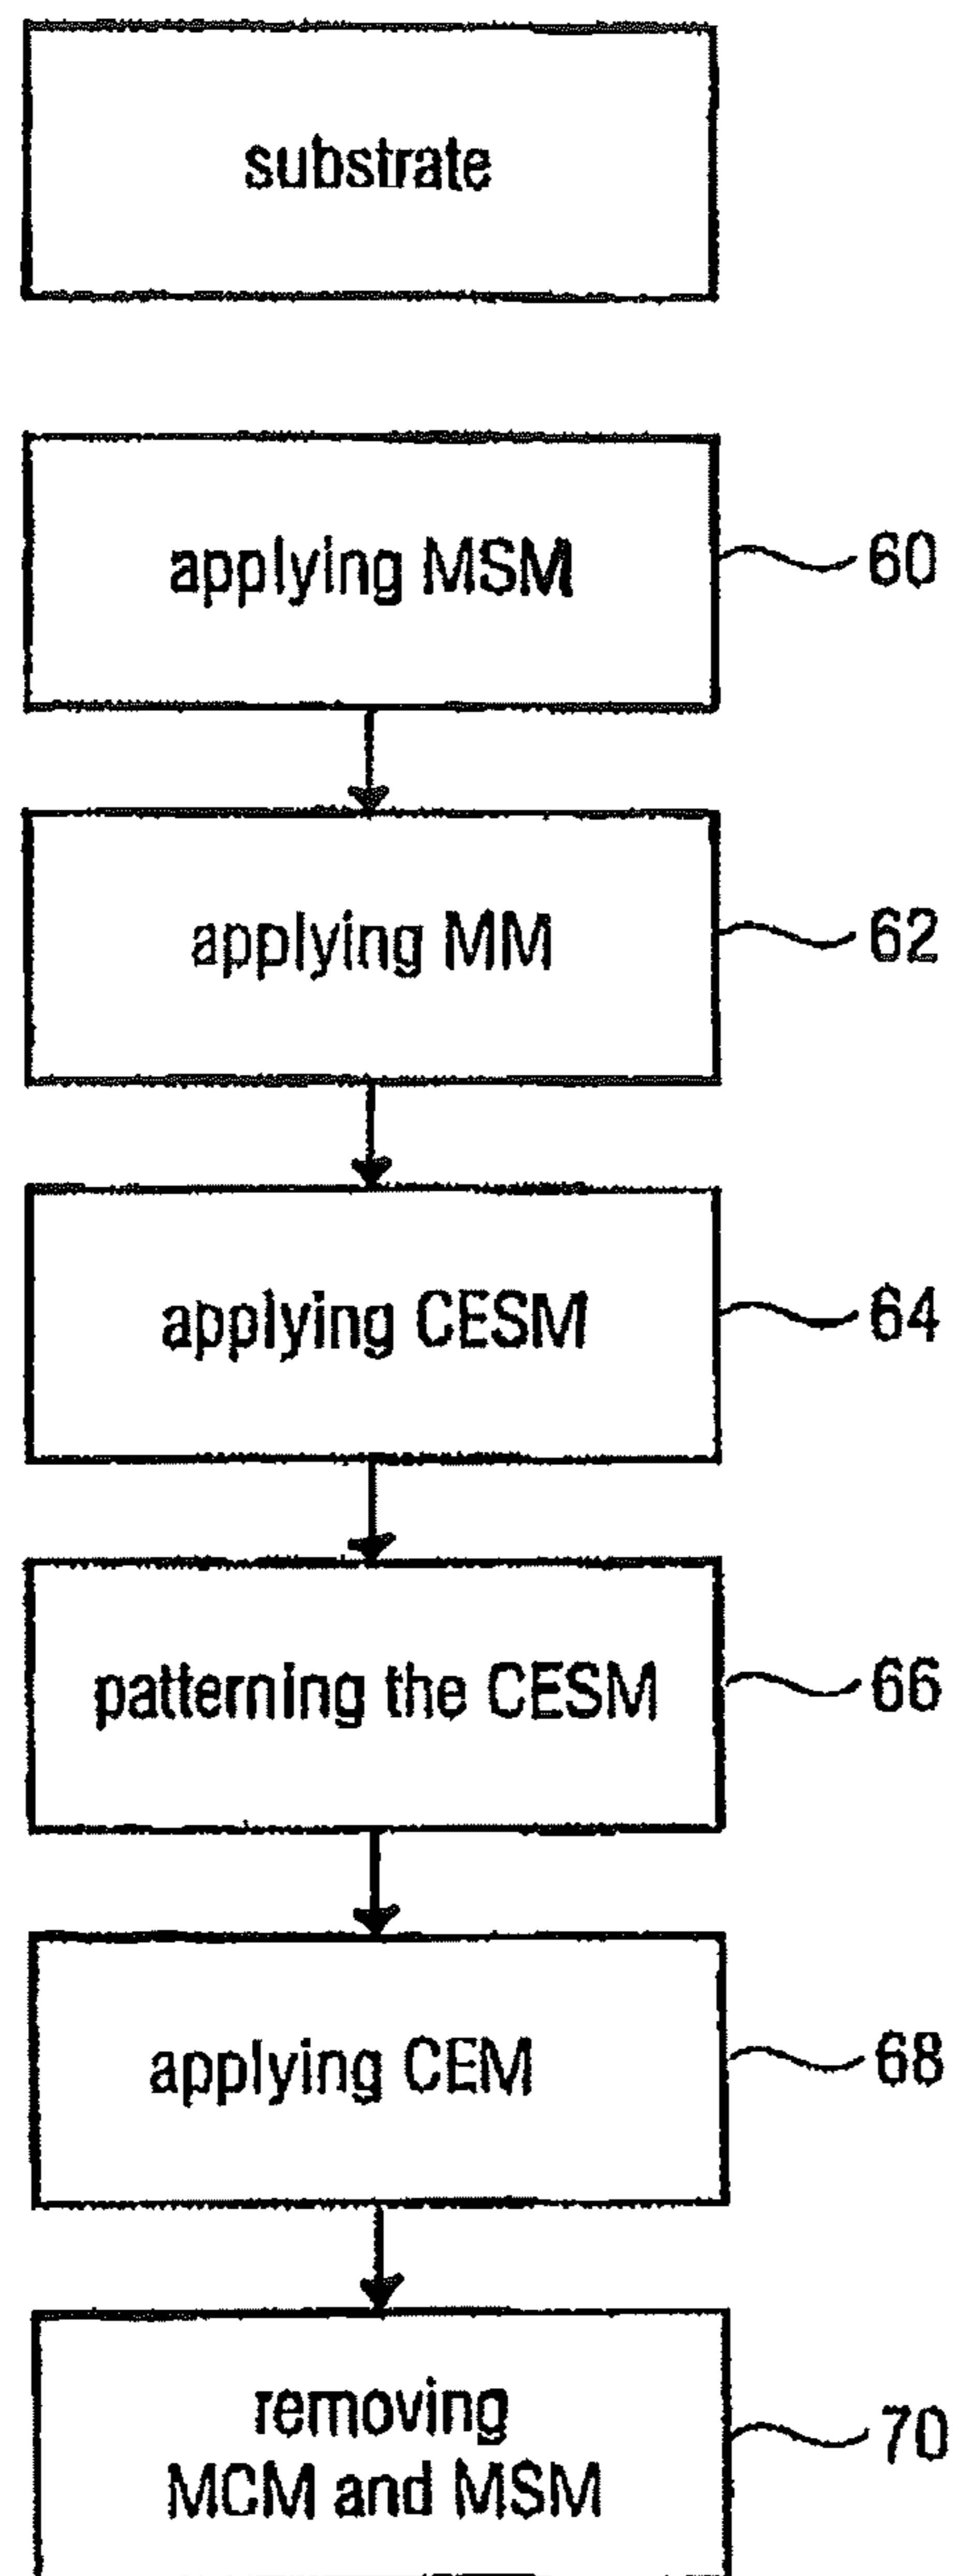 substrate
applying MSM
60
applying MM
62
applying CESM
64
patterning the CESM
66
applying CEM
68
removing
MCM and MSM
70